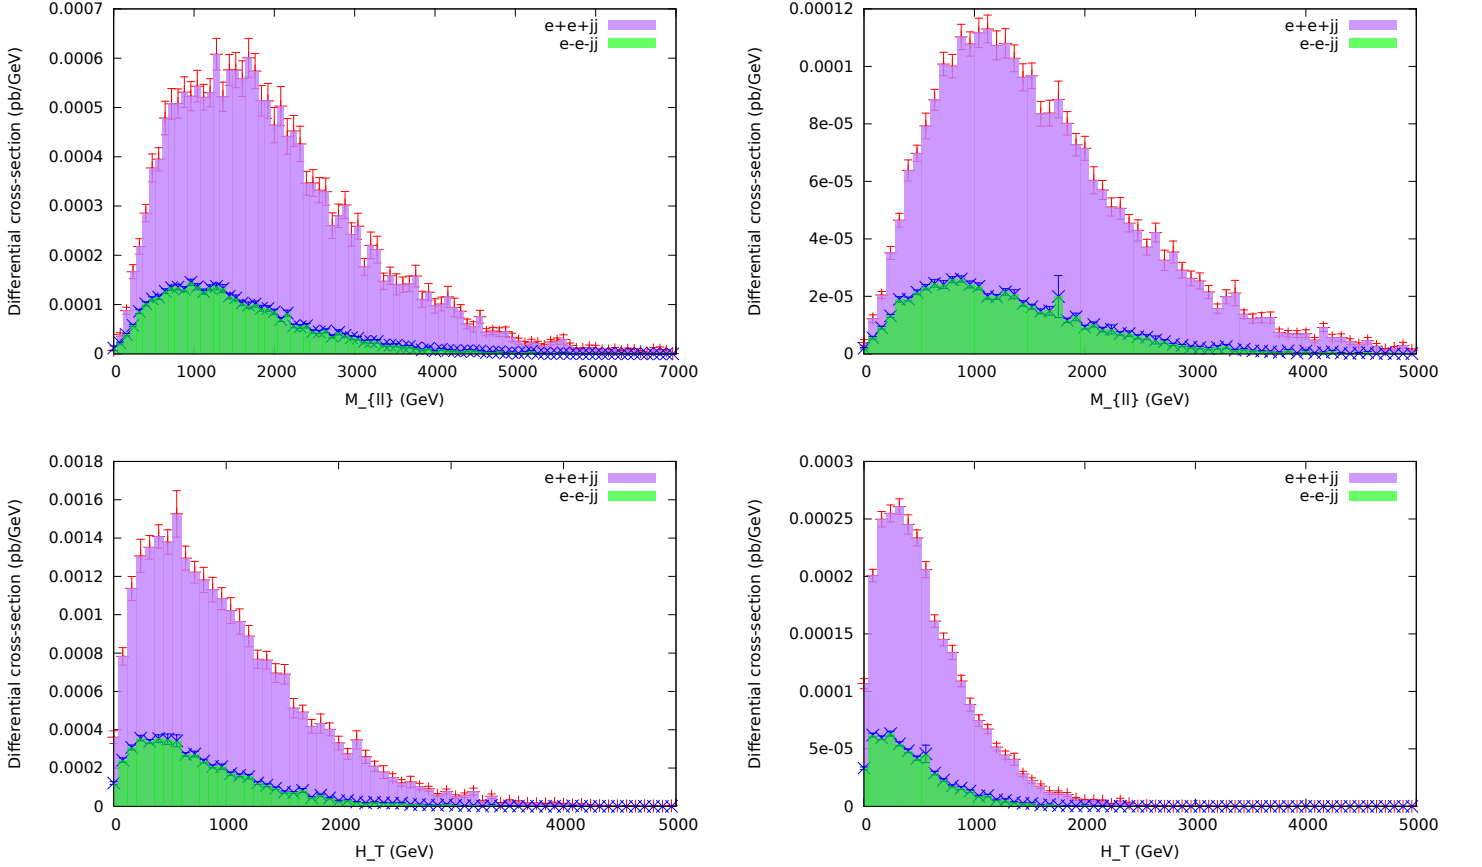 0.0007
0.0006
0.0005
0.0004
0.0003
0.0002
0.0001
0
Differential cross-section (pb/GeV)
e+e+jj
e-e-jj
0 1000 2000 3000 4000 5000 6000 7000
M_{ll} (GeV)
0.00012
0.0001
8e-05
6e-05
4e-05
2e-05
0
Differential cross-section (pb/GeV)
e+e+jj
e-e-jj
0 1000 2000 3000 4000 5000
M_{ll} (GeV)
0.0018
0.0016
0.0014
0.0012
0.001
0.0008
0.0006
0.0004
0.0002
0
Differential cross-section (pb/GeV)
e+e+jj
e-e-jj
0 1000 2000 3000 4000 5000
H_T (GeV)
0.0003
0.00025
0.0002
0.00015
0.0001
5e-05
0
Differential cross-section (pb/GeV)
e+e+jj
e-e-jj
0 1000 2000 3000 4000 5000
H_T (GeV)